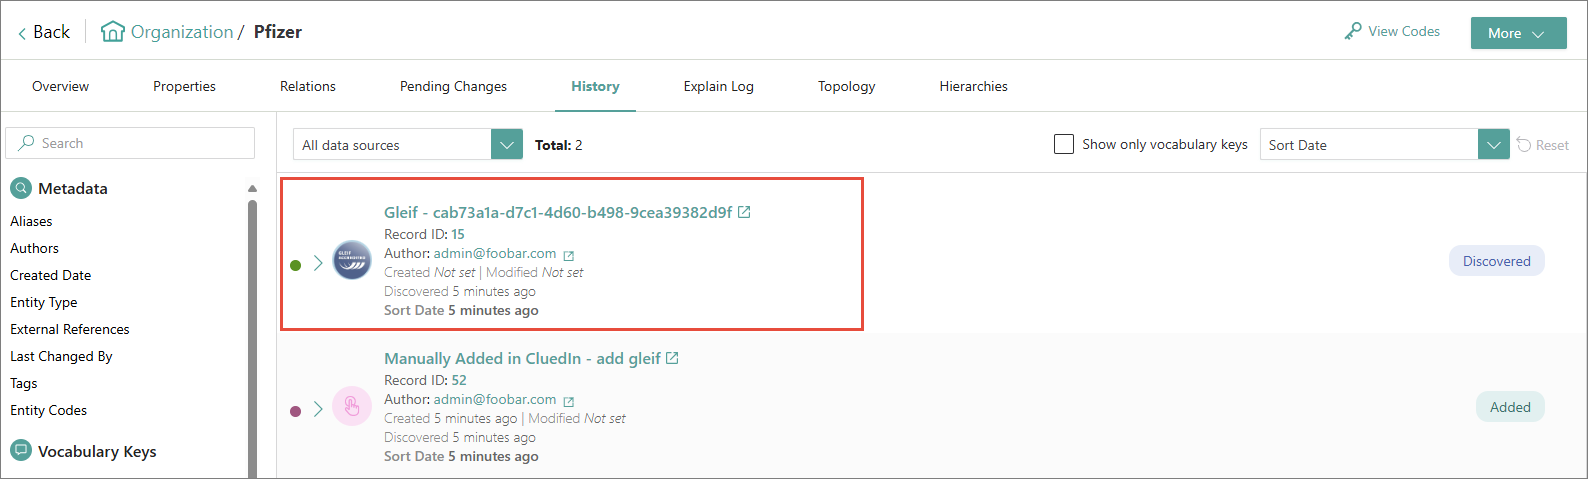 Back Organization / Pfizer View Codes More
Overview Properties Relations Pending Changes History Explain Log Topology Hierarchies
Search
Metadata
Aliases
Authors
Created Date
Entity Type
External References
Last Changed By
Tags
Entity Codes
Vocabulary Keys
All data sources Total: 2 Show only vocabulary keys Sort Date Reset
Gleif - cab73a1a-d7c1-4d60-b498-9cea39382d9f
Record ID: 15
Author: admin@foobar.com
Created Not set | Modified Not set
Discovered 5 minutes ago
Sort Date 5 minutes ago
Discovered
Manually Added in CluedIn - add gleif
Record ID: 52
Author: admin@foobar.com
Created 5 minutes ago | Modified Not set
Discovered 5 minutes ago
Sort Date 5 minutes ago
Added